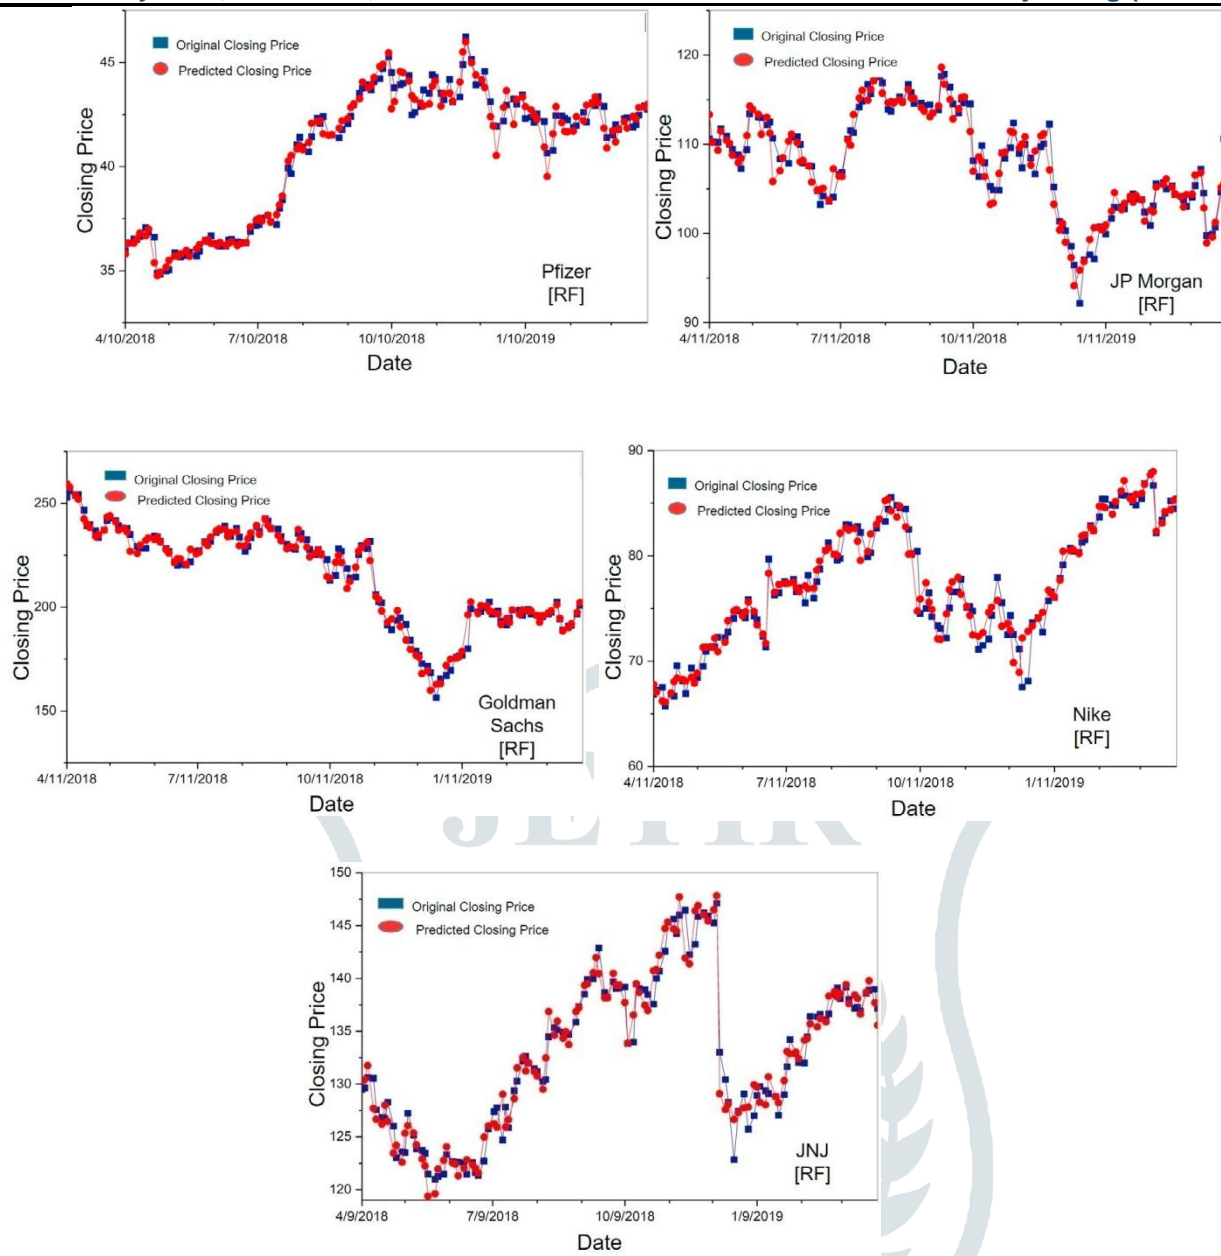 Original Closing Price
Predicted Closing Price
45
40
35
Closing Price
Pfizer
[RF]
4/10/2018
7/10/2018
10/10/2018
1/10/2019
Date
Original Closing Price
Predicted Closing Price
120
110
100
90
Closing Price
JP Morgan
[RF]
4/11/2018
7/11/2018
10/11/2018
1/11/2019
Date
Original Closing Price
Predicted Closing Price
250
200
150
Closing Price
Goldman
Sachs
[RF]
4/11/2018
7/11/2018
10/11/2018
1/11/2019
Date
Original Closing Price
Predicted Closing Price
90
80
70
60
Closing Price
Nike
[RF]
4/11/2018
7/11/2018
10/11/2018
1/11/2019
Date
JETIR
Original Closing Price
Predicted Closing Price
150
145
140
135
130
125
120
Closing Price
JNJ
[RF]
4/9/2018
7/9/2018
10/9/2018
1/9/2019
Date